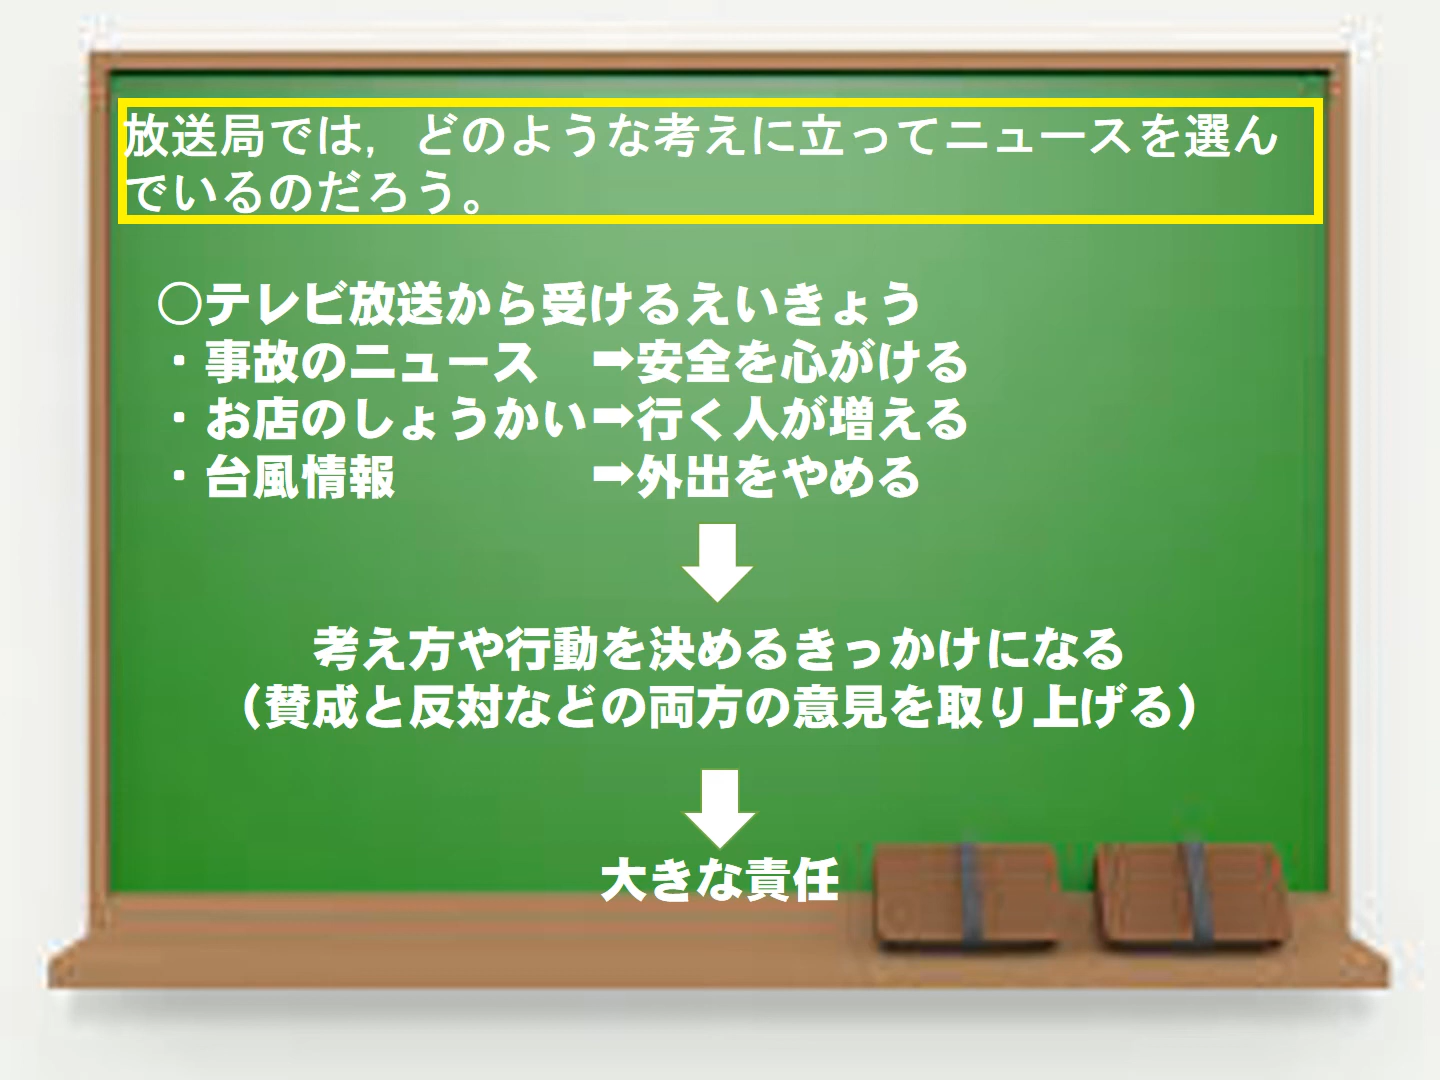 放送局では，どのような考えに立ってニュースを選ん
でいるのだろう。
○テレビ放送から受けるえいきょう
・事故のニュース　➡安全を心がける
・お店のしょうかい➡行く人が増える
・台風情報　　　　➡外出をやめる
考え方や行動を決めるきっかけになる
（賛成と反対などの両方の意見を取り上げる）
大きな責任